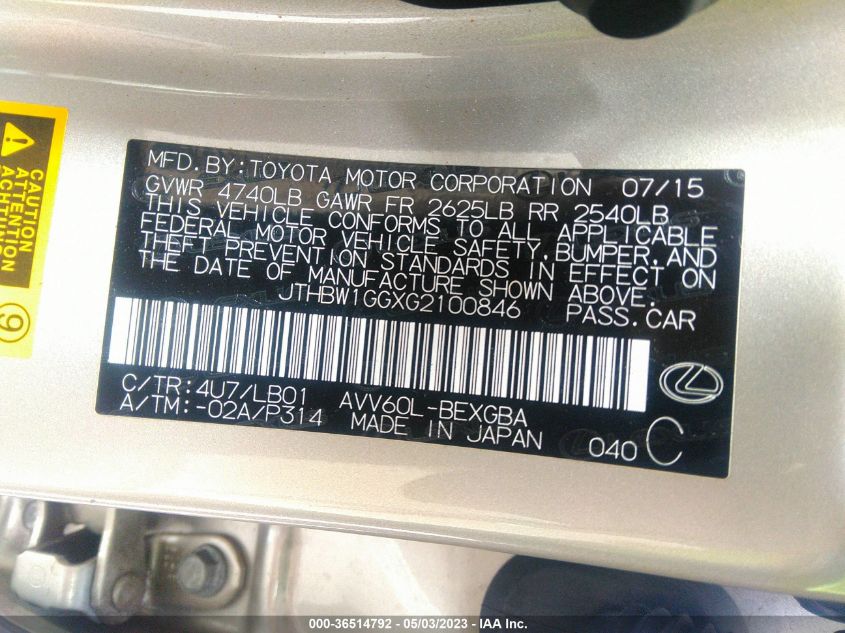 CAUTION
ATTENTION
ACHTUNG
9
MFD. BY: TOYOTA MOTOR CORPORATION 07/15
GVWR 4740LB GAWR FR 2625LB RR 2540LB
THIS VEHICLE CONFORMS TO ALL APPLICABLE
FEDERAL MOTOR VEHICLE SAFETY, BUMPER, AND
THEFT PREVENTION STANDARDS IN EFFECT ON
THE DATE OF MANUFACTURE SHOWN ABOVE.
JTHBW1GGXG2100846 PASS. CAR
C/TR: 4U7/LB01 AVV60L-BEXGBA
A/TM: -02A/P314 MADE IN JAPAN 040 C
000-36514792 - 05/03/2023 - IAA Inc.